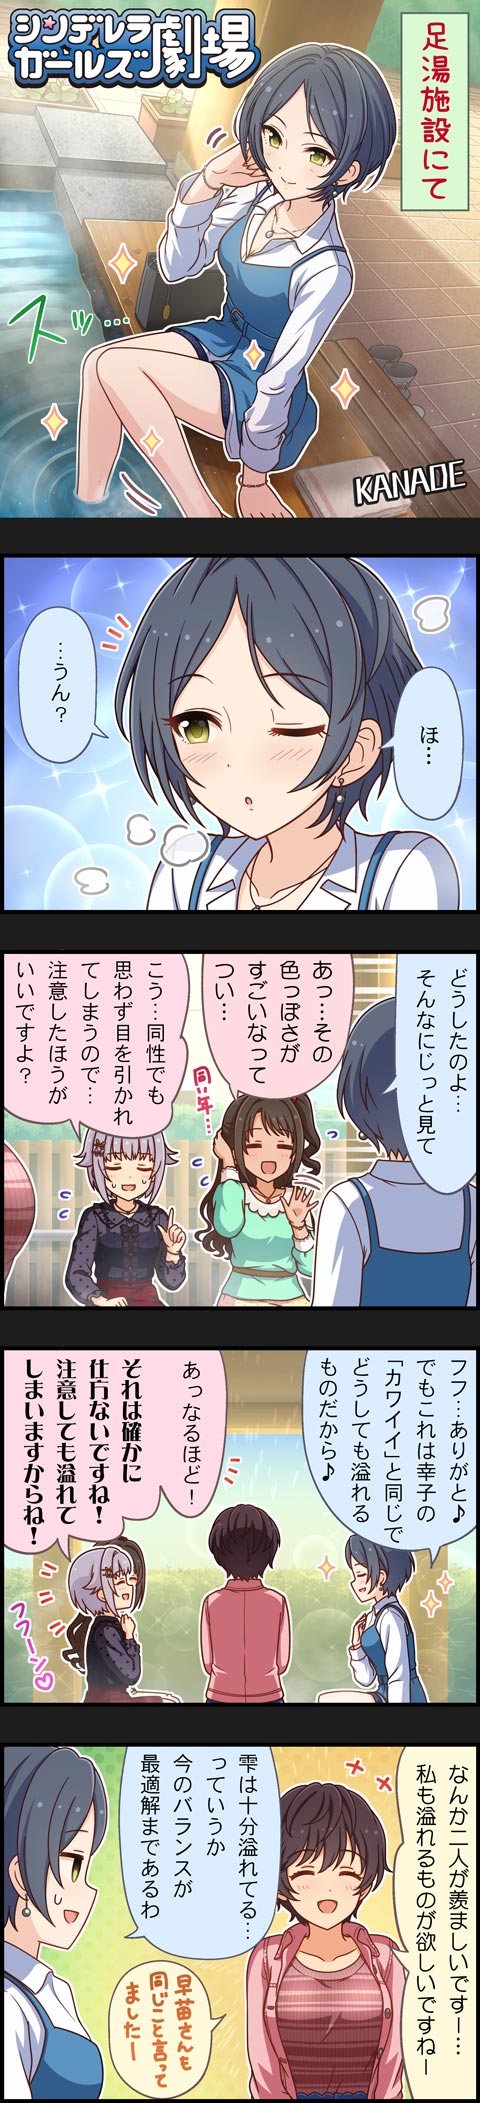 シンデレラ
ガールズ劇場
足湯施設にて
スッ…
KANADE
ほ…
…うん？
どうしたのよ…
そんなにじっと見て
あっ…その
色っぽさが
すごいなって
つい…
同い年…
こう…同性でも
思わず目を引かれ
てしまうので…
注意したほうが
いいですよ？
フフ…ありがと♪
でもこれは幸子の
「カワイイ」と同じで
どうしても溢れる
ものだから♪
あっなるほど！
それは確かに
仕方ないですね！
注意しても溢れて
しまいますからね！
フフーン♡
なんか二人が羨ましいですー…
私も溢れるものが欲しいですねー
雫は十分溢れてる…
っていうか
今のバランスが
最適解まであるわ
早苗さんも
同じこと言って
ましたー